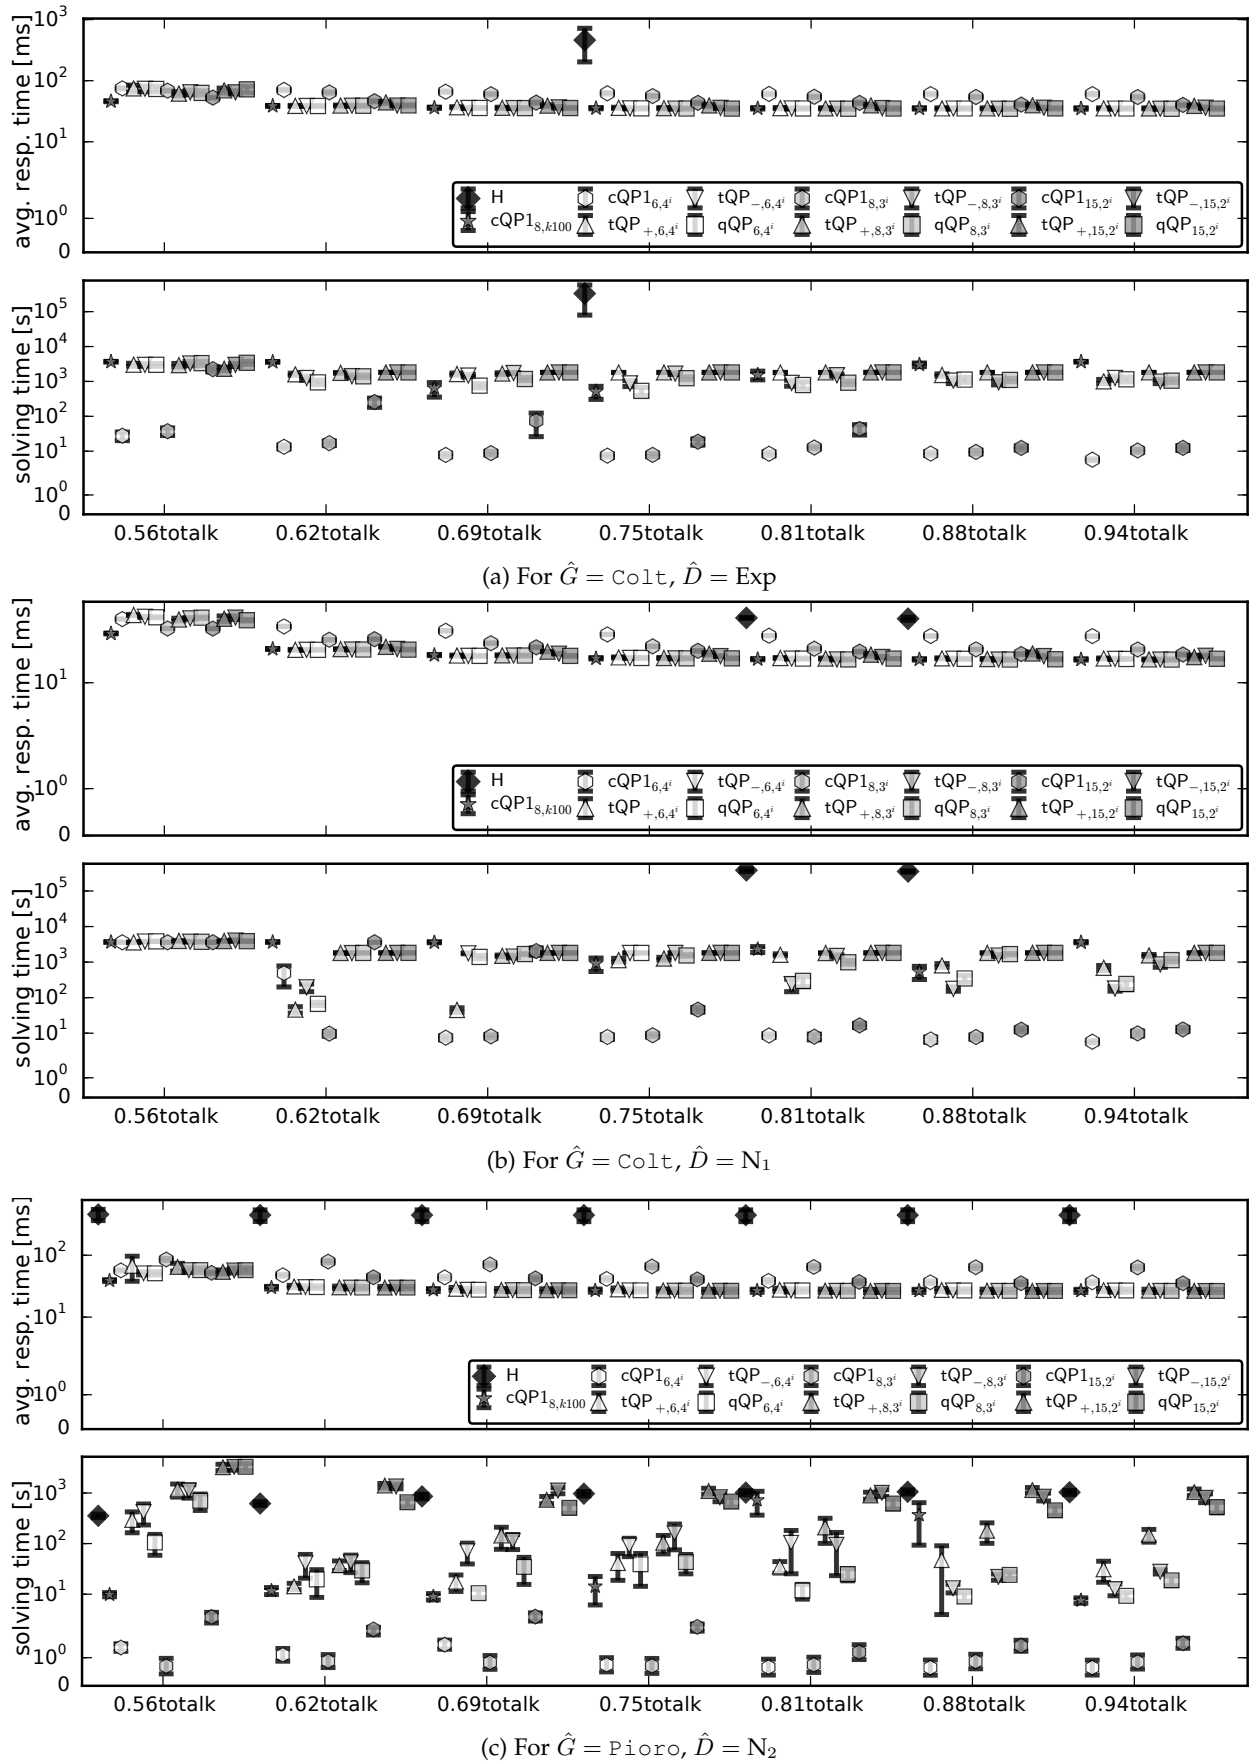 avg. resp. time [ms]
10³
10²
10¹
10⁰
0
H
cQP1₈,ₖ₁₀₀
cQP1_{6,4^i}
tQP_{+,6,4^i}
tQP_{-,6,4^i}
qQP_{6,4^i}
cQP1_{8,3^i}
tQP_{+,8,3^i}
tQP_{-,8,3^i}
qQP_{8,3^i}
cQP1_{15,2^i}
tQP_{+,15,2^i}
tQP_{-,15,2^i}
qQP_{15,2^i}
solving time [s]
10⁵
10⁴
10³
10²
10¹
10⁰
0
0.56totalk 0.62totalk 0.69totalk 0.75totalk 0.81totalk 0.88totalk 0.94totalk
(a) For Ĝ = Colt, D̂ = Exp
avg. resp. time [ms]
10¹
10⁰
0
H
cQP1₈,ₖ₁₀₀
cQP1_{6,4^i}
tQP_{+,6,4^i}
tQP_{-,6,4^i}
qQP_{6,4^i}
cQP1_{8,3^i}
tQP_{+,8,3^i}
tQP_{-,8,3^i}
qQP_{8,3^i}
cQP1_{15,2^i}
tQP_{+,15,2^i}
tQP_{-,15,2^i}
qQP_{15,2^i}
solving time [s]
10⁵
10⁴
10³
10²
10¹
10⁰
0
0.56totalk 0.62totalk 0.69totalk 0.75totalk 0.81totalk 0.88totalk 0.94totalk
(b) For Ĝ = Colt, D̂ = N₁
avg. resp. time [ms]
10²
10¹
10⁰
0
H
cQP1₈,ₖ₁₀₀
cQP1_{6,4^i}
tQP_{+,6,4^i}
tQP_{-,6,4^i}
qQP_{6,4^i}
cQP1_{8,3^i}
tQP_{+,8,3^i}
tQP_{-,8,3^i}
qQP_{8,3^i}
cQP1_{15,2^i}
tQP_{+,15,2^i}
tQP_{-,15,2^i}
qQP_{15,2^i}
solving time [s]
10³
10²
10¹
10⁰
0
0.56totalk 0.62totalk 0.69totalk 0.75totalk 0.81totalk 0.88totalk 0.94totalk
(c) For Ĝ = Pioro, D̂ = N₂